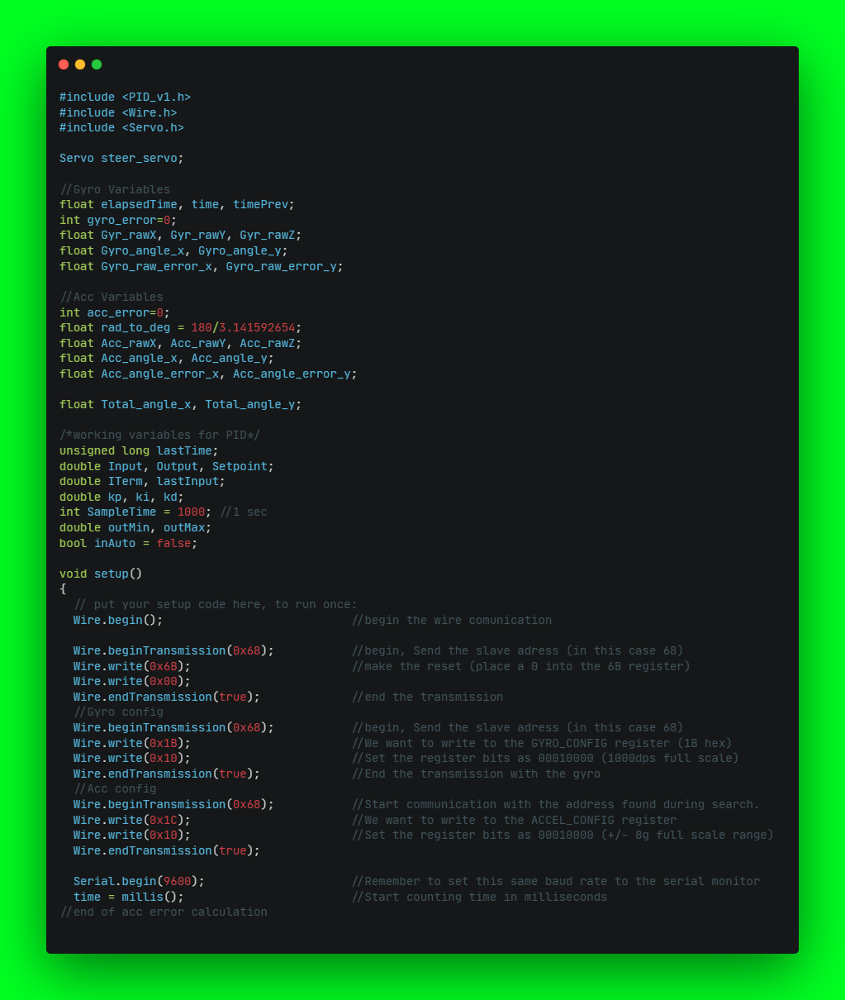 #include <PID_v1.h>
#include <Wire.h>
#include <Servo.h>

Servo steer_servo;

//Gyro Variables
float elapsedTime, time, timePrev;
int gyro_error=0;
float Gyr_rawX, Gyr_rawY, Gyr_rawZ;
float Gyro_angle_x, Gyro_angle_y;
float Gyro_raw_error_x, Gyro_raw_error_y;

//Acc Variables
int acc_error=0;
float rad_to_deg = 180/3.141592654;
float Acc_rawX, Acc_rawY, Acc_rawZ;
float Acc_angle_x, Acc_angle_y;
float Acc_angle_error_x, Acc_angle_error_y;

float Total_angle_x, Total_angle_y;

/*working variables for PID*/
unsigned long lastTime;
double Input, Output, Setpoint;
double ITerm, lastInput;
double kp, ki, kd;
int SampleTime = 1000; //1 sec
double outMin, outMax;
bool inAuto = false;

void setup()
{
  // put your setup code here, to run once:
  Wire.begin();                           //begin the wire comunication

  Wire.beginTransmission(0x68);           //begin, Send the slave adress (in this case 68)
  Wire.write(0x6B);                       //make the reset (place a 0 into the 6B register)
  Wire.write(0x00);
  Wire.endTransmission(true);             //end the transmission
  //Gyro config
  Wire.beginTransmission(0x68);           //begin, Send the slave adress (in this case 68)
  Wire.write(0x1B);                       //We want to write to the GYRO_CONFIG register (1B hex)
  Wire.write(0x10);                       //Set the register bits as 00010000 (1000dps full scale)
  Wire.endTransmission(true);             //End the transmission with the gyro
  //Acc config
  Wire.beginTransmission(0x68);           //Start communication with the address found during search.
  Wire.write(0x1C);                       //We want to write to the ACCEL_CONFIG register
  Wire.write(0x10);                       //Set the register bits as 00010000 (+/- 8g full scale range)
  Wire.endTransmission(true);

  Serial.begin(9600);                     //Remember to set this same baud rate to the serial monitor
  time = millis();                        //Start counting time in milliseconds
//end of acc error calculation